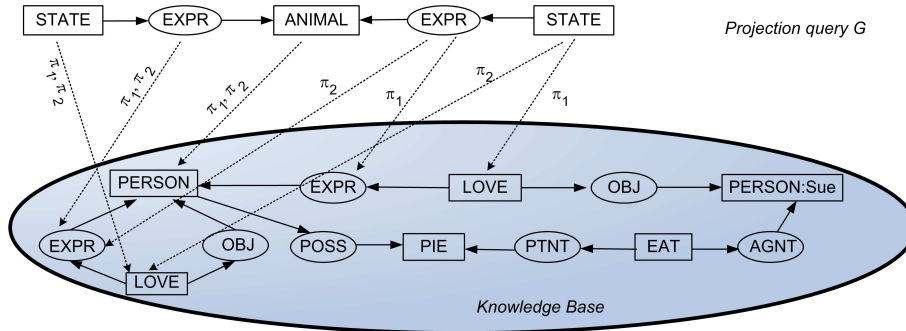 STATE EXPR ANIMAL EXPR STATE
Projection query G
π1, π2 π1, π2 π1, π2 π2 π1 π2 π1
PERSON EXPR LOVE OBJ PERSON:Sue
EXPR OBJ POSS PIE PTNT EAT AGNT
LOVE
Knowledge Base